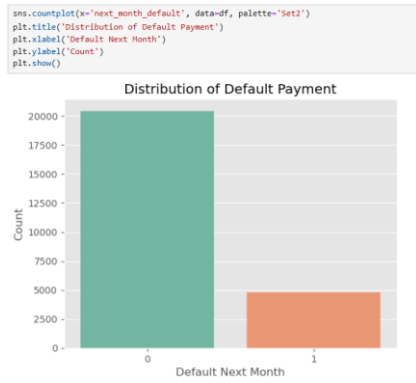 sns.countplot(x='next_month_default', data=df, palette='Set2')
plt.title('Distribution of Default Payment')
plt.xlabel('Default Next Month')
plt.ylabel('Count')
plt.show()
Distribution of Default Payment
20000
17500
15000
12500
10000
7500
5000
2500
0
Count
0 1
Default Next Month